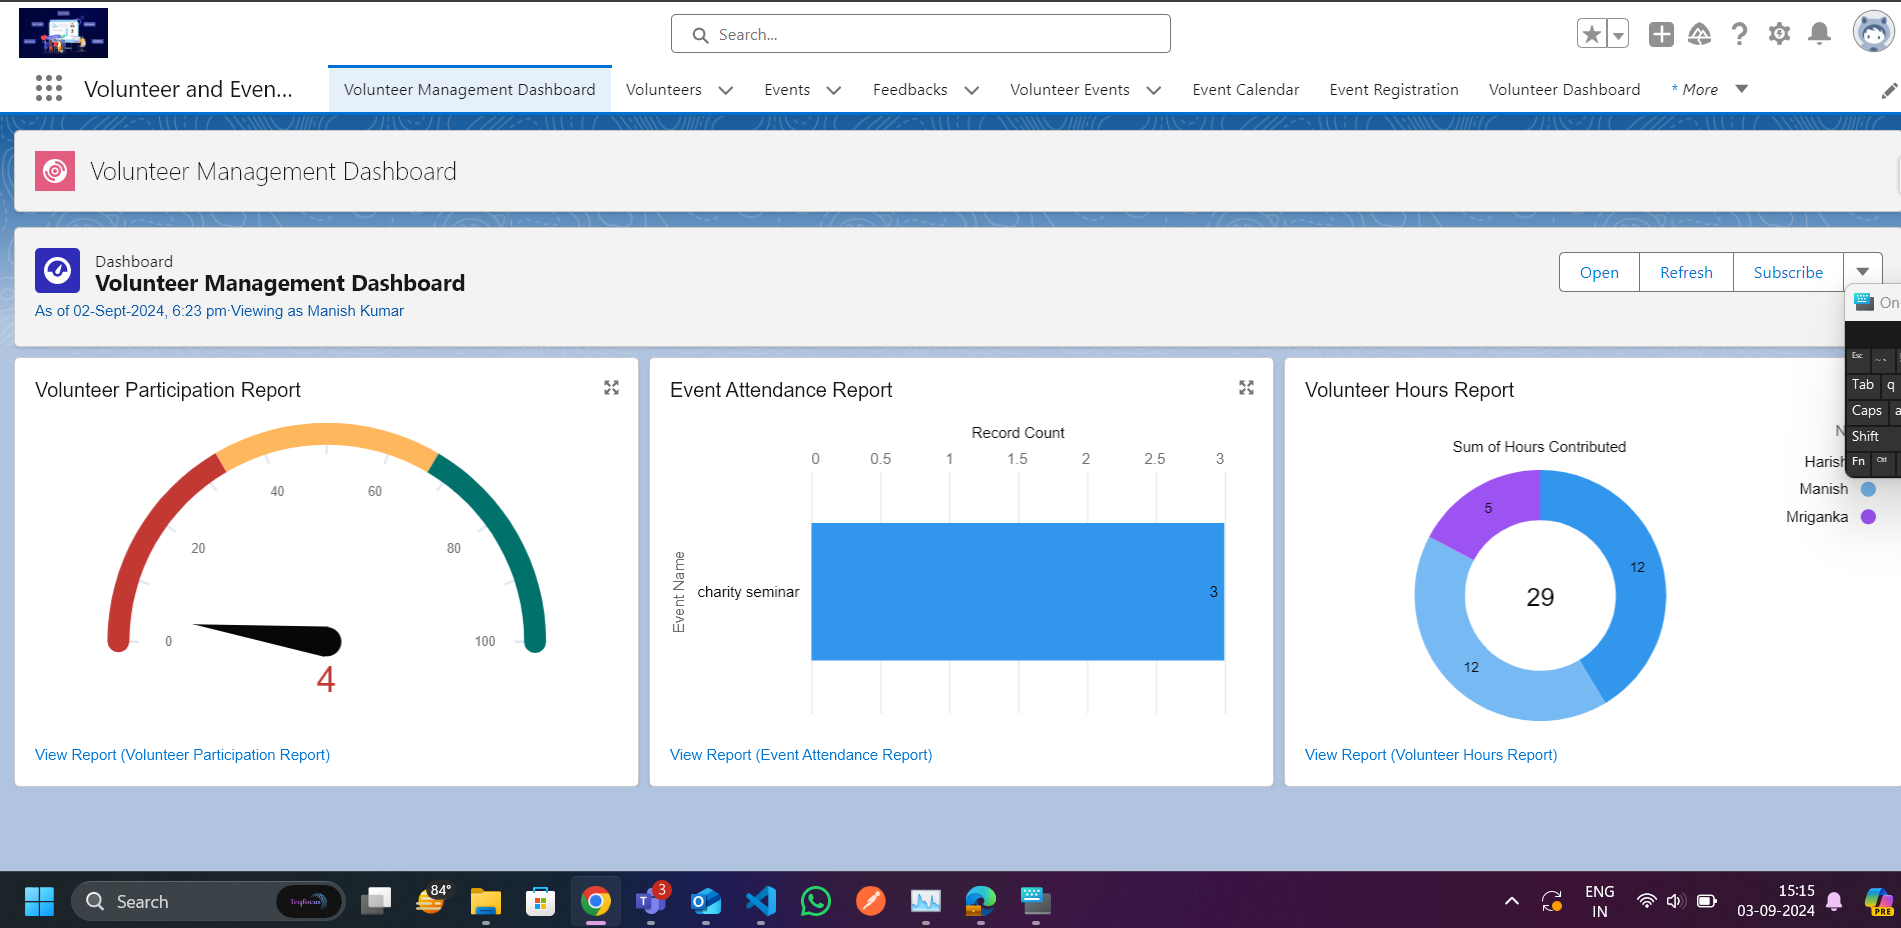 Search...
Volunteer and Even...
Volunteer Management Dashboard
Volunteers
Events
Feedbacks
Volunteer Events
Event Calendar
Event Registration
Volunteer Dashboard
* More
Volunteer Management Dashboard
Dashboard
Volunteer Management Dashboard
As of 02-Sept-2024, 6:23 pm·Viewing as Manish Kumar
Open
Refresh
Subscribe
On
Esc
Tab q
Caps a
Shift
Fn Ctrl
Volunteer Participation Report
0
20
40
60
80
100
4
View Report (Volunteer Participation Report)
Event Attendance Report
Record Count
0 0.5 1 1.5 2 2.5 3
Event Name
charity seminar
3
View Report (Event Attendance Report)
Volunteer Hours Report
Sum of Hours Contributed
N
Harish
Manish
Mriganka
5
12
12
29
View Report (Volunteer Hours Report)
Search
Teqfocus
84°
3
ENG
IN
15:15
03-09-2024
PRE